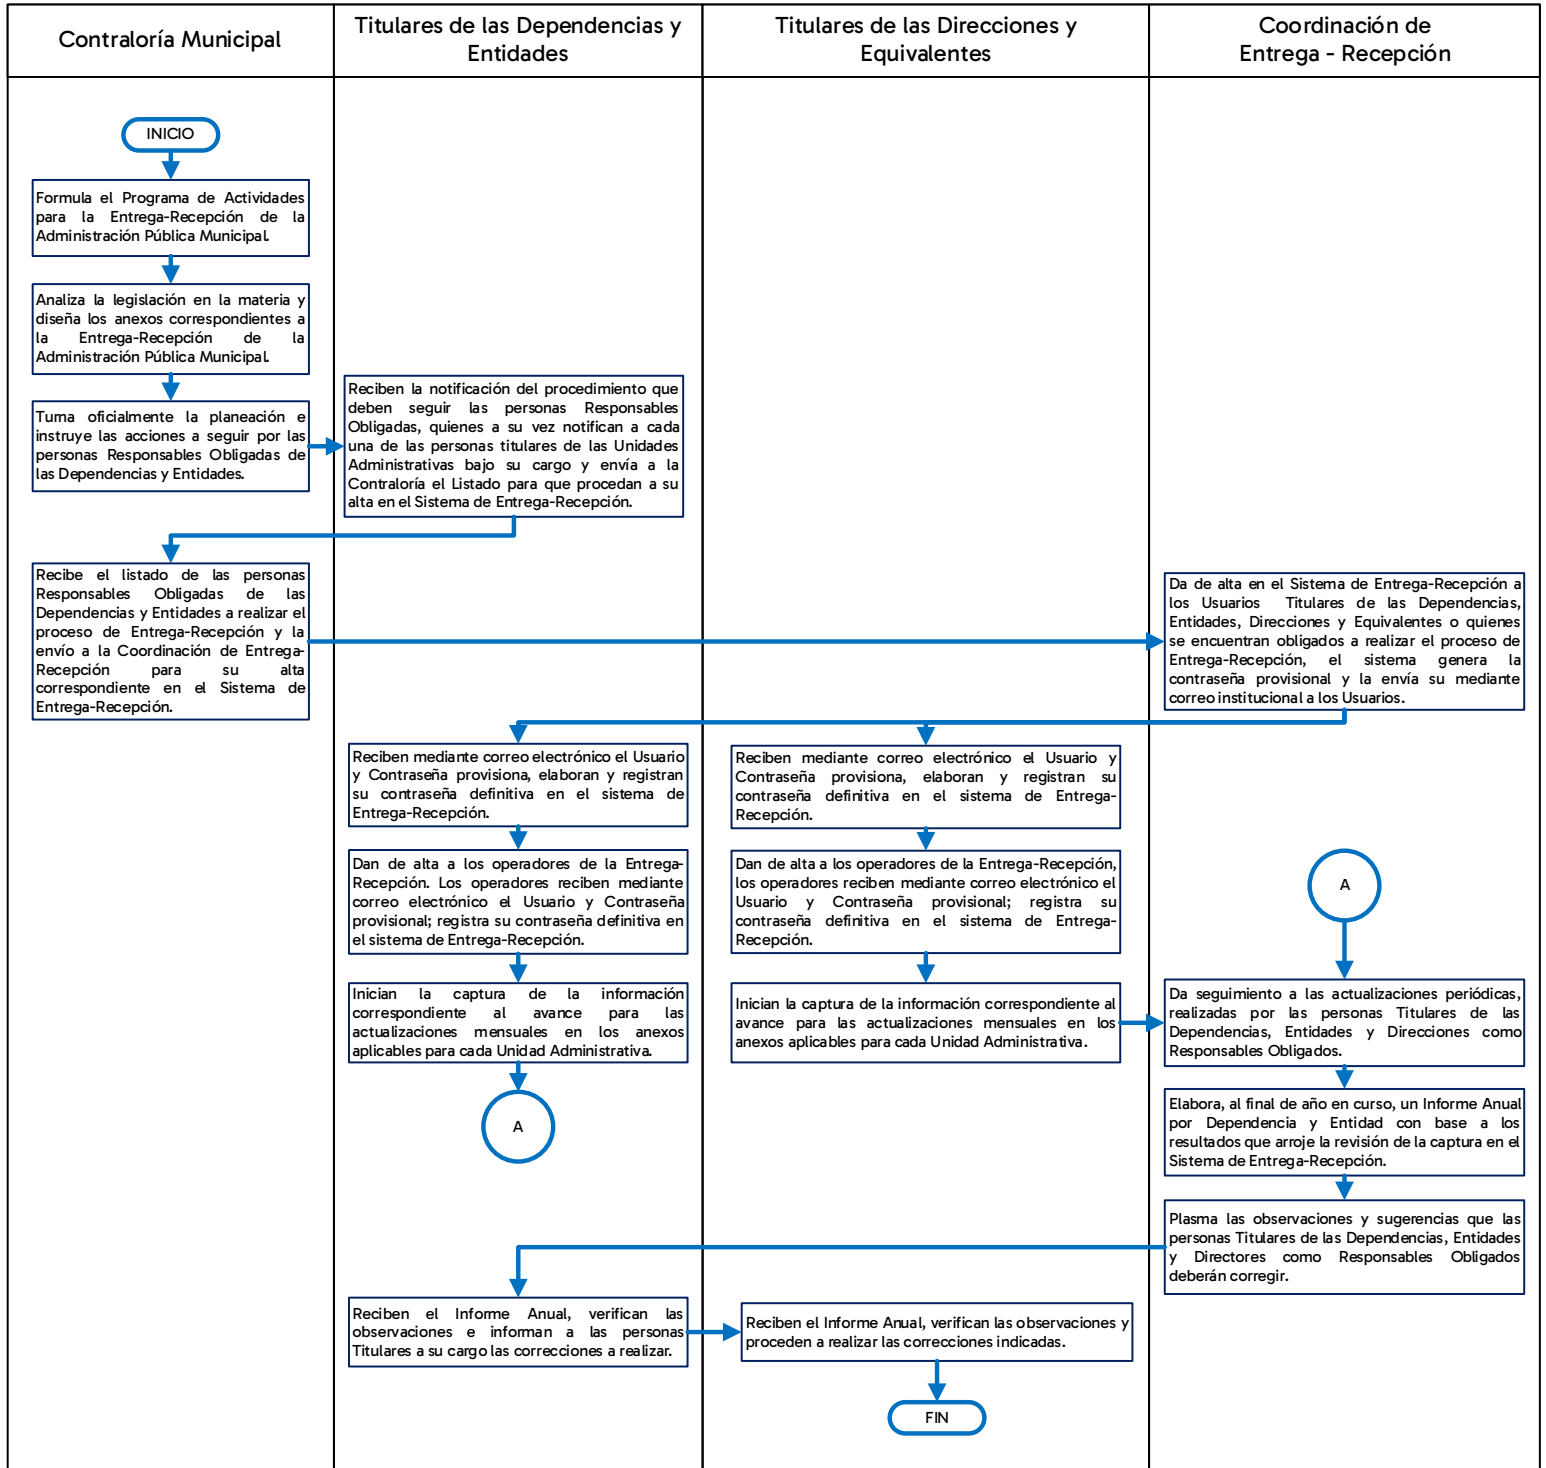 Contraloría Municipal
Titulares de las Dependencias y
Entidades
Titulares de las Direcciones y
Equivalentes
Coordinación de
Entrega - Recepción
INICIO
Formula el Programa de Actividades
para la Entrega-Recepción de la
Administración Pública Municipal.
Analiza la legislación en la materia y
diseña los anexos correspondientes a
la Entrega-Recepción de la
Administración Pública Municipal.
Turna oficialmente la planeación e
instruye las acciones a seguir por las
personas Responsables Obligadas de
las Dependencias y Entidades.
Reciben la notificación del procedimiento que
deben seguir las personas Responsables
Obligadas, quienes a su vez notifican a cada
una de las personas titulares de las Unidades
Administrativas bajo su cargo y envía a la
Contraloría el Listado para que procedan a su
alta en el Sistema de Entrega-Recepción.
Recibe el listado de las personas
Responsables Obligadas de las
Dependencias y Entidades a realizar el
proceso de Entrega-Recepción y la
envío a la Coordinación de Entrega-
Recepción para su alta
correspondiente en el Sistema de
Entrega-Recepción.
Da de alta en el Sistema de Entrega-Recepción a
los Usuarios Titulares de las Dependencias,
Entidades, Direcciones y Equivalentes o quienes
se encuentran obligados a realizar el proceso de
Entrega-Recepción, el sistema genera la
contraseña provisional y la envía su mediante
correo institucional a los Usuarios.
Reciben mediante correo electrónico el Usuario
y Contraseña provisiona, elaboran y registran
su contraseña definitiva en el sistema de
Entrega-Recepción.
Reciben mediante correo electrónico el Usuario y
Contraseña provisiona, elaboran y registran su
contraseña definitiva en el sistema de Entrega-
Recepción.
Dan de alta a los operadores de la Entrega-
Recepción. Los operadores reciben mediante
correo electrónico el Usuario y Contraseña
provisional; registra su contraseña definitiva en
el sistema de Entrega-Recepción.
Dan de alta a los operadores de la Entrega-Recepción,
los operadores reciben mediante correo electrónico el
Usuario y Contraseña provisional; registra su
contraseña definitiva en el sistema de Entrega-
Recepción.
A
Inician la captura de la información
correspondiente al avance para las
actualizaciones mensuales en los anexos
aplicables para cada Unidad Administrativa.
Inician la captura de la información correspondiente al
avance para las actualizaciones mensuales en los
anexos aplicables para cada Unidad Administrativa.
Da seguimiento a las actualizaciones periódicas,
realizadas por las personas Titulares de las
Dependencias, Entidades y Direcciones como
Responsables Obligados.
A
Elabora, al final de año en curso, un Informe Anual
por Dependencia y Entidad con base a los
resultados que arroje la revisión de la captura en el
Sistema de Entrega-Recepción.
Plasma las observaciones y sugerencias que las
personas Titulares de las Dependencias, Entidades
y Directores como Responsables Obligados
deberán corregir.
Reciben el Informe Anual, verifican las
observaciones e informan a las personas
Titulares a su cargo las correcciones a realizar.
Reciben el Informe Anual, verifican las observaciones y
proceden a realizar las correcciones indicadas.
FIN